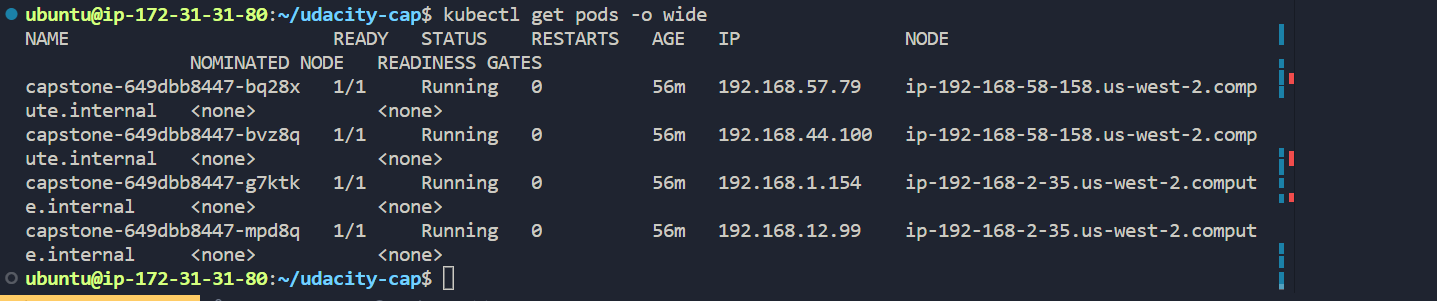 ubuntu@ip-172-31-31-80:~/udacity-cap$ kubectl get pods -o wide
NAME                        READY   STATUS    RESTARTS   AGE   IP               NODE
               NOMINATED NODE   READINESS GATES
capstone-649dbb8447-bq28x   1/1     Running   0          56m   192.168.57.79    ip-192-168-58-158.us-west-2.comp
ute.internal   <none>           <none>
capstone-649dbb8447-bvz8q   1/1     Running   0          56m   192.168.44.100   ip-192-168-58-158.us-west-2.comp
ute.internal   <none>           <none>
capstone-649dbb8447-g7ktk   1/1     Running   0          56m   192.168.1.154    ip-192-168-2-35.us-west-2.comput
e.internal     <none>           <none>
capstone-649dbb8447-mpd8q   1/1     Running   0          56m   192.168.12.99    ip-192-168-2-35.us-west-2.comput
e.internal     <none>           <none>
ubuntu@ip-172-31-31-80:~/udacity-cap$